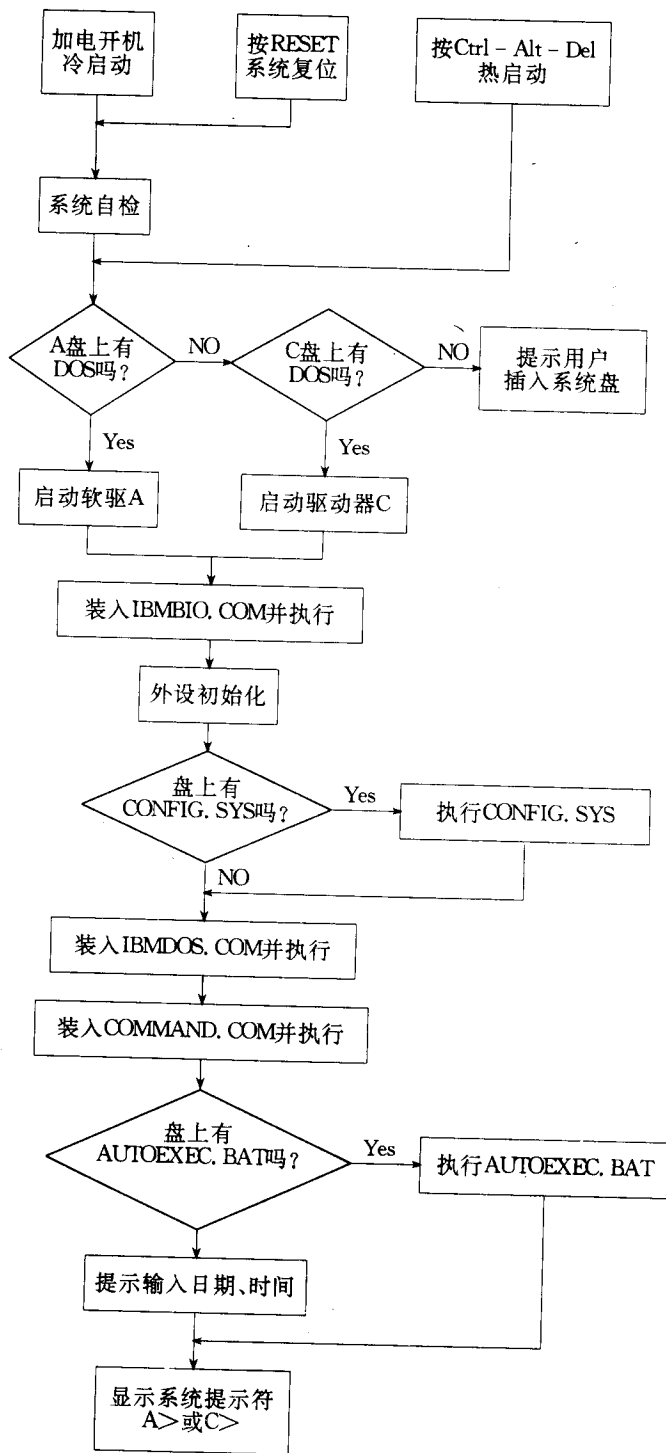 加电开机
冷启动
按RESET
系统复位
按Ctrl－Alt－Del
热启动
系统自检
A盘上有
DOS吗？
NO
C盘上有
DOS吗？
NO
提示用户
插入系统盘
Yes
Yes
启动软驱A
启动驱动器C
装入IBMBIO.COM并执行
外设初始化
盘上有
CONFIG.SYS吗？
Yes
执行CONFIG.SYS
NO
装入IBMDOS.COM并执行
装入COMMAND.COM并执行
盘上有
AUTOEXEC.BAT吗？
Yes
执行AUTOEXEC.BAT
提示输入日期、时间
显示系统提示符
A>或C>